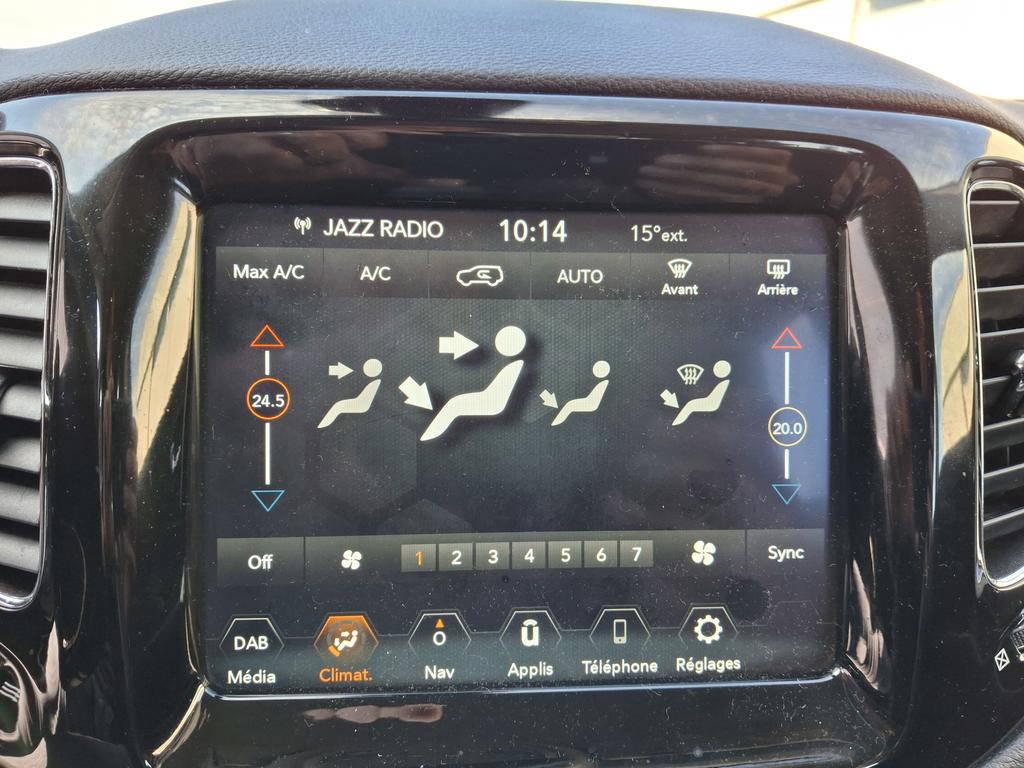 JAZZ RADIO 10:14 15°ext.
Max A/C A/C AUTO Avant Arrière
24.5 20.0
Off 1 2 3 4 5 6 7 Sync
DAB O
Média Climat. Nav Applis Téléphone Réglages